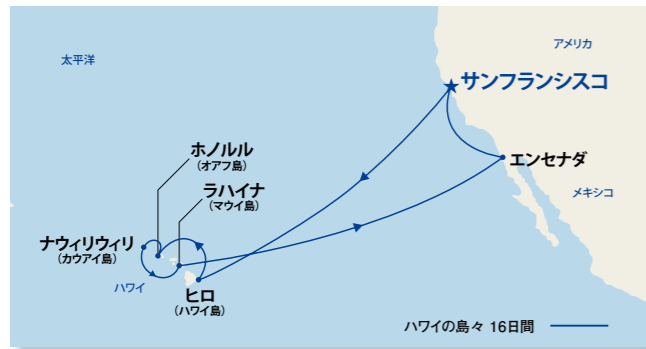 太平洋
アメリカ
★サンフランシスコ
ホノルル
(オアフ島)
エンセナダ
ラハイナ
(マウイ島)
メキシコ
ナウィリウィリ
(カウアイ島)
ハワイ
ヒロ
(ハワイ島)
ハワイの島々 16日間